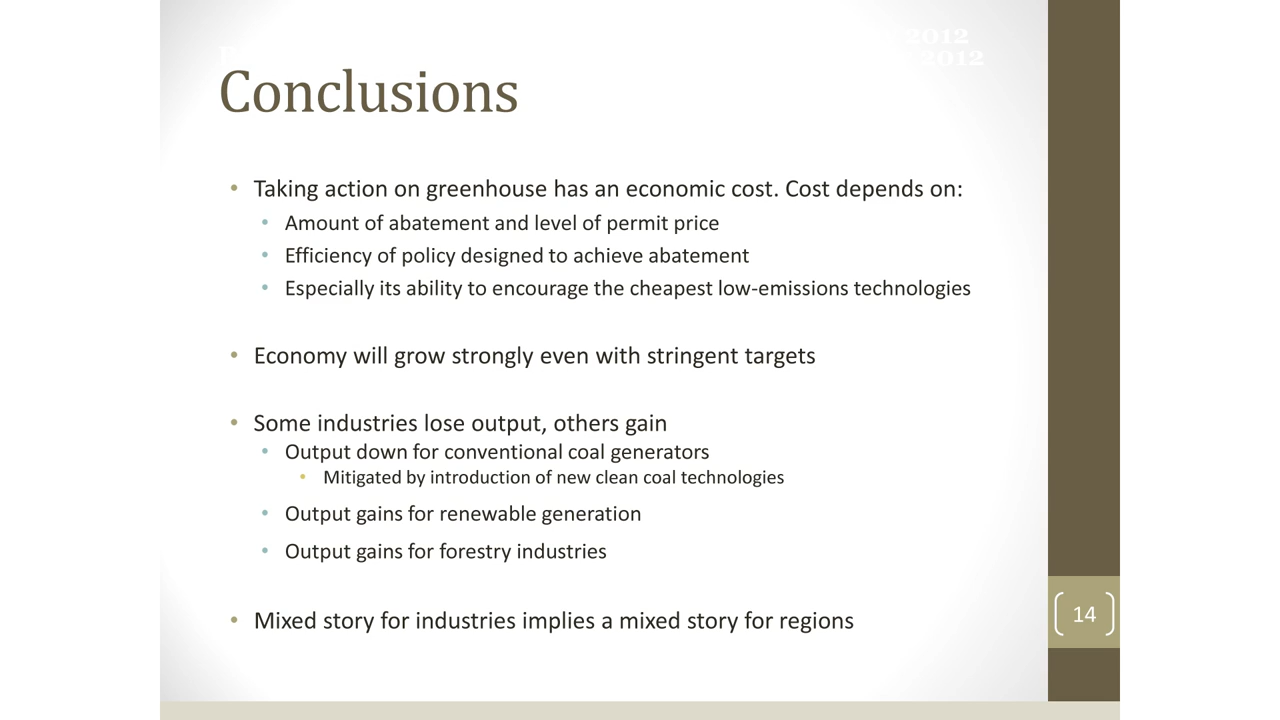 2012
2012
Conclusions
• Taking action on greenhouse has an economic cost. Cost depends on:
• Amount of abatement and level of permit price
• Efficiency of policy designed to achieve abatement
• Especially its ability to encourage the cheapest low-emissions technologies
• Economy will grow strongly even with stringent targets
• Some industries lose output, others gain
• Output down for conventional coal generators
• Mitigated by introduction of new clean coal technologies
• Output gains for renewable generation
• Output gains for forestry industries
• Mixed story for industries implies a mixed story for regions
14